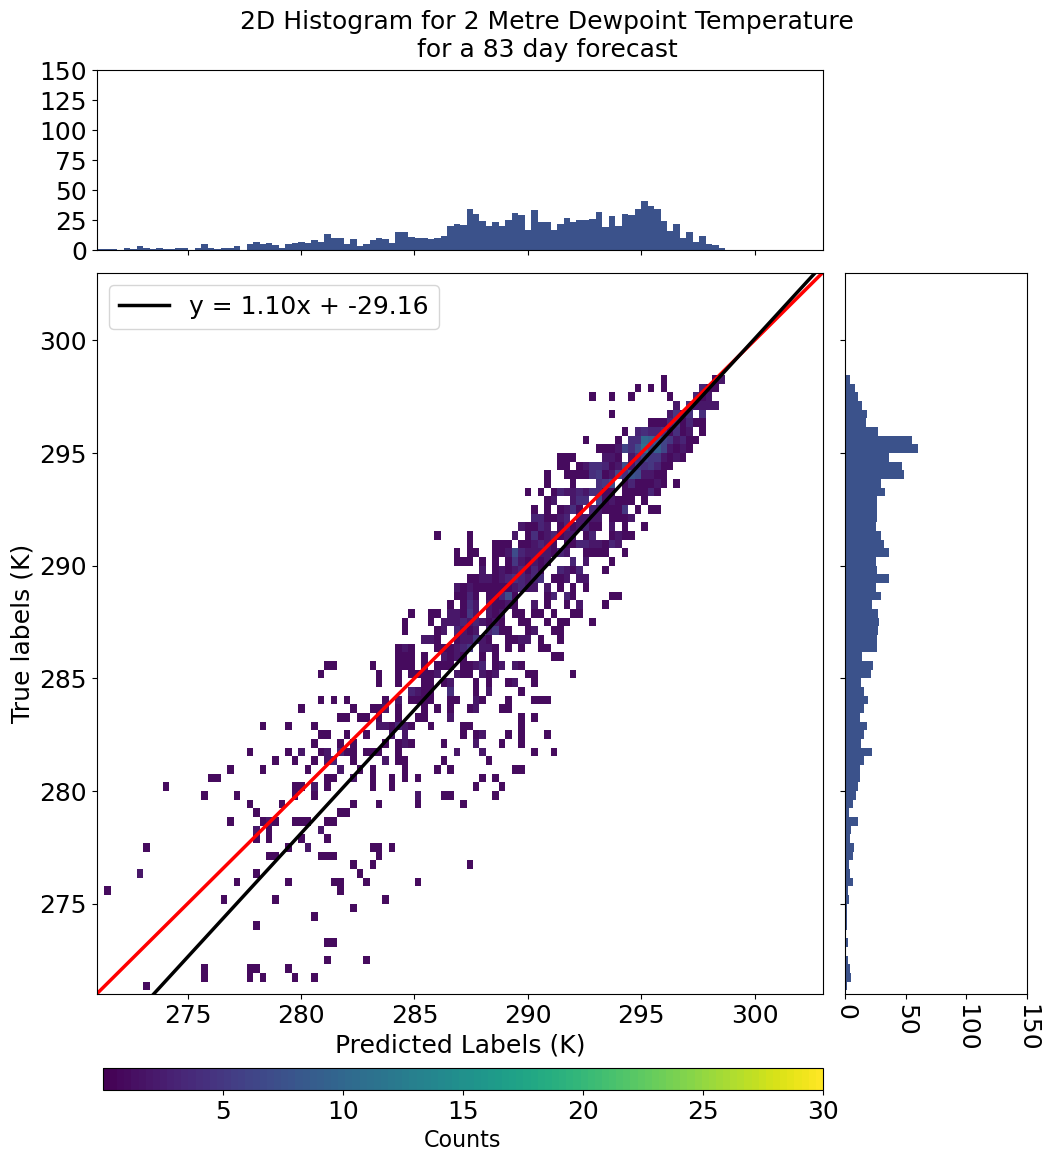 2D Histogram for 2 Metre Dewpoint Temperature
for a 83 day forecast
150
125
100
75
50
25
0
y = 1.10x + -29.16
300
295
290
285
280
275
True labels (K)
275 280 285 290 295 300
Predicted Labels (K)
0 50 100 150
5 10 15 20 25 30
Counts